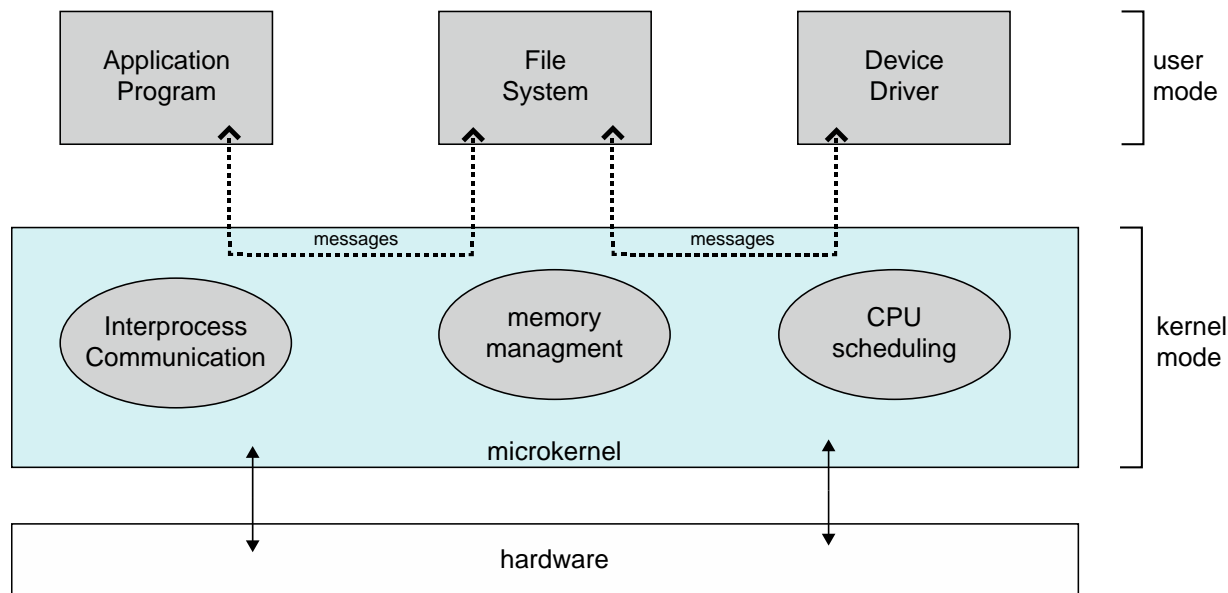 Application
Program
File
System
Device
Driver
user
mode
messages
messages
Interprocess
Communication
memory
managment
CPU
scheduling
kernel
mode
microkernel
hardware